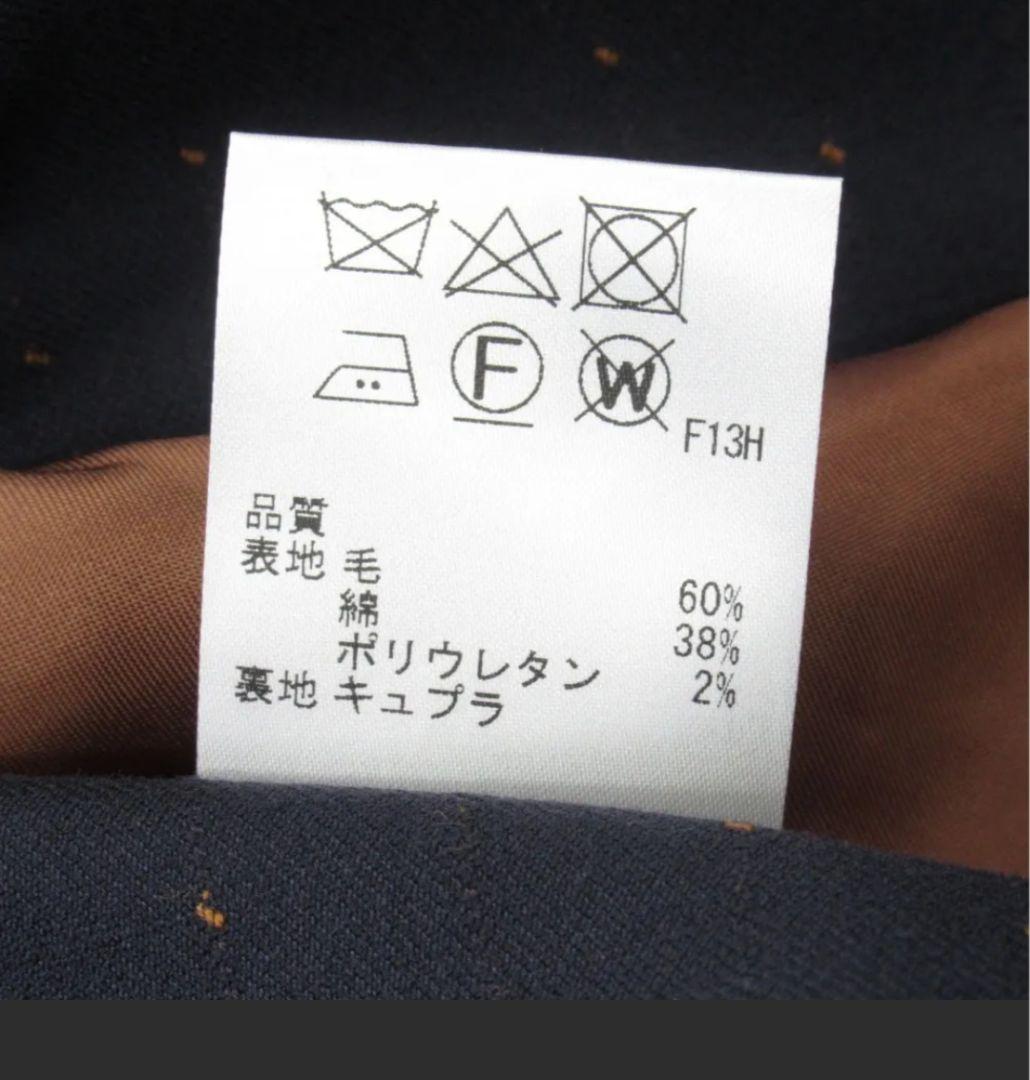 F
W
F13H
品質
表地 毛 60%
綿 38%
ポリウレタン 2%
裏地 キュプラ